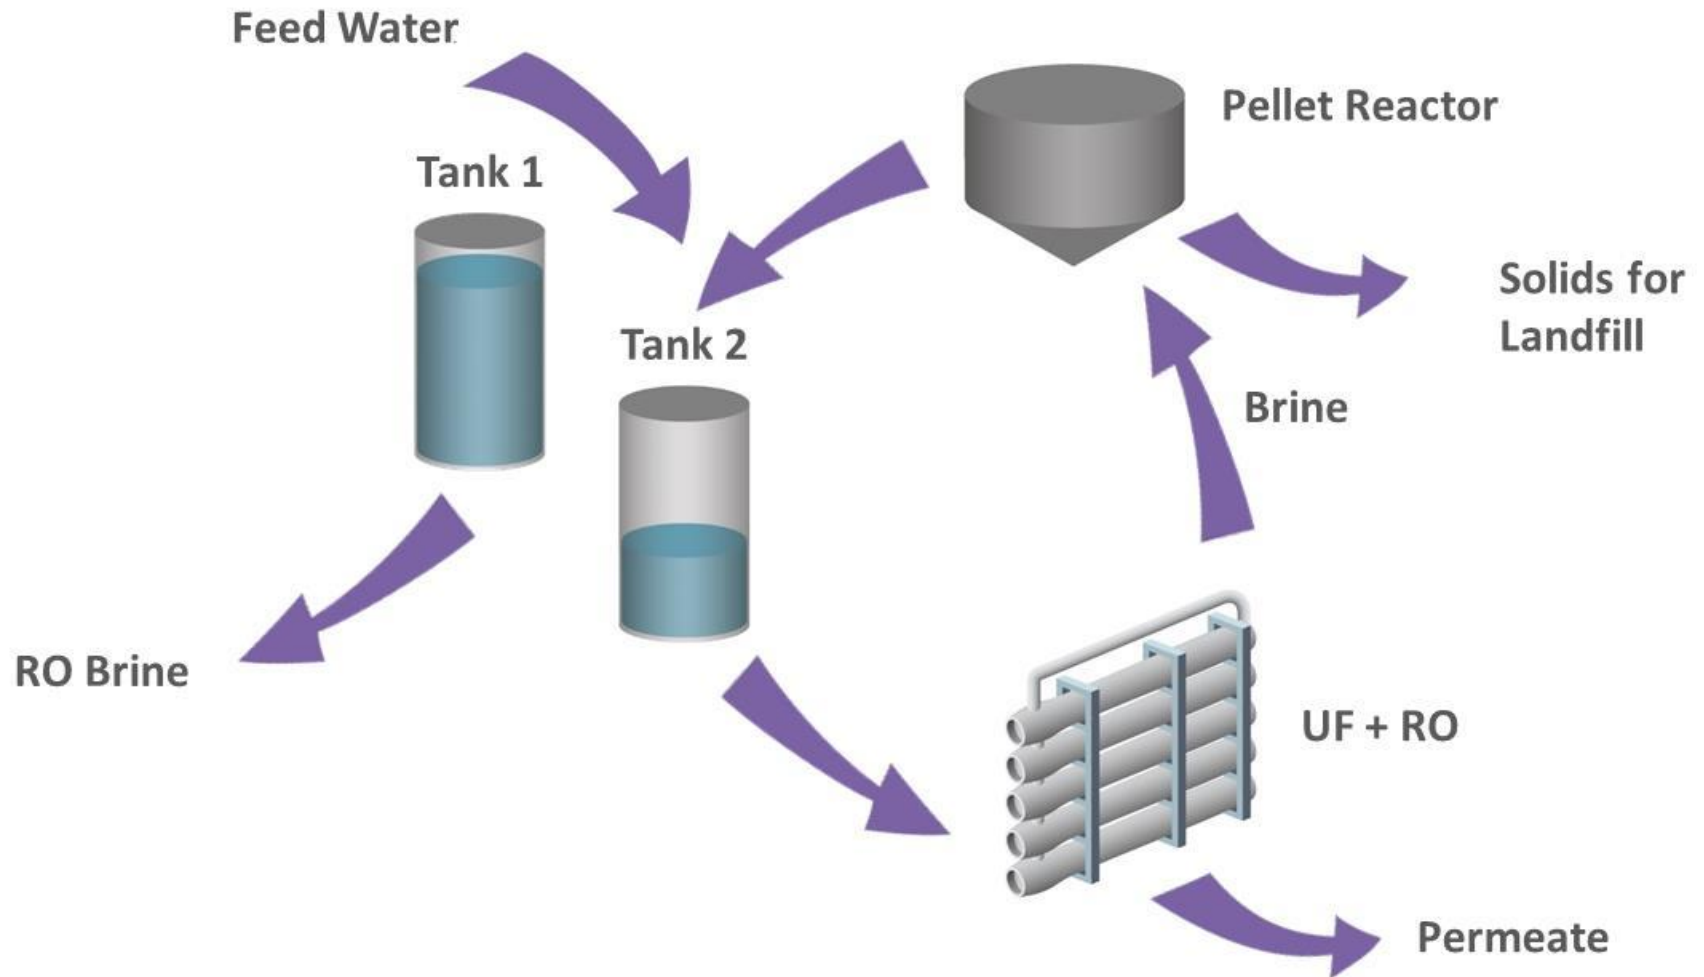 Feed Water
Pellet Reactor
Tank 1
Solids for
Landfill
Tank 2
Brine
RO Brine
UF + RO
Permeate